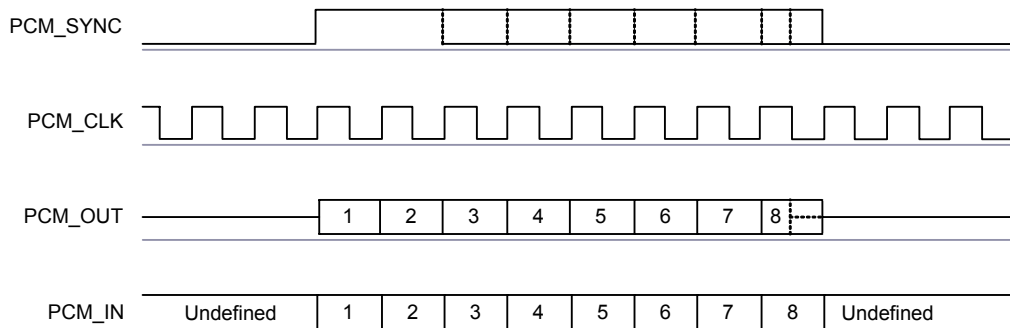 PCM_SYNC
PCM_CLK
PCM_OUT 1 2 3 4 5 6 7 8
PCM_IN Undefined 1 2 3 4 5 6 7 8 Undefined